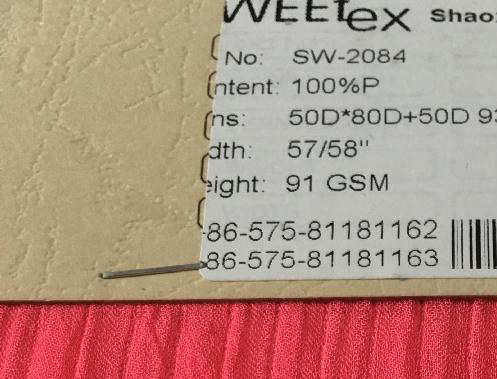 WEEtex Shao
No: SW-2084
ntent: 100%P
ns: 50D*80D+50D 93
dth: 57/58"
eight: 91 GSM
86-575-81181162
86-575-81181163